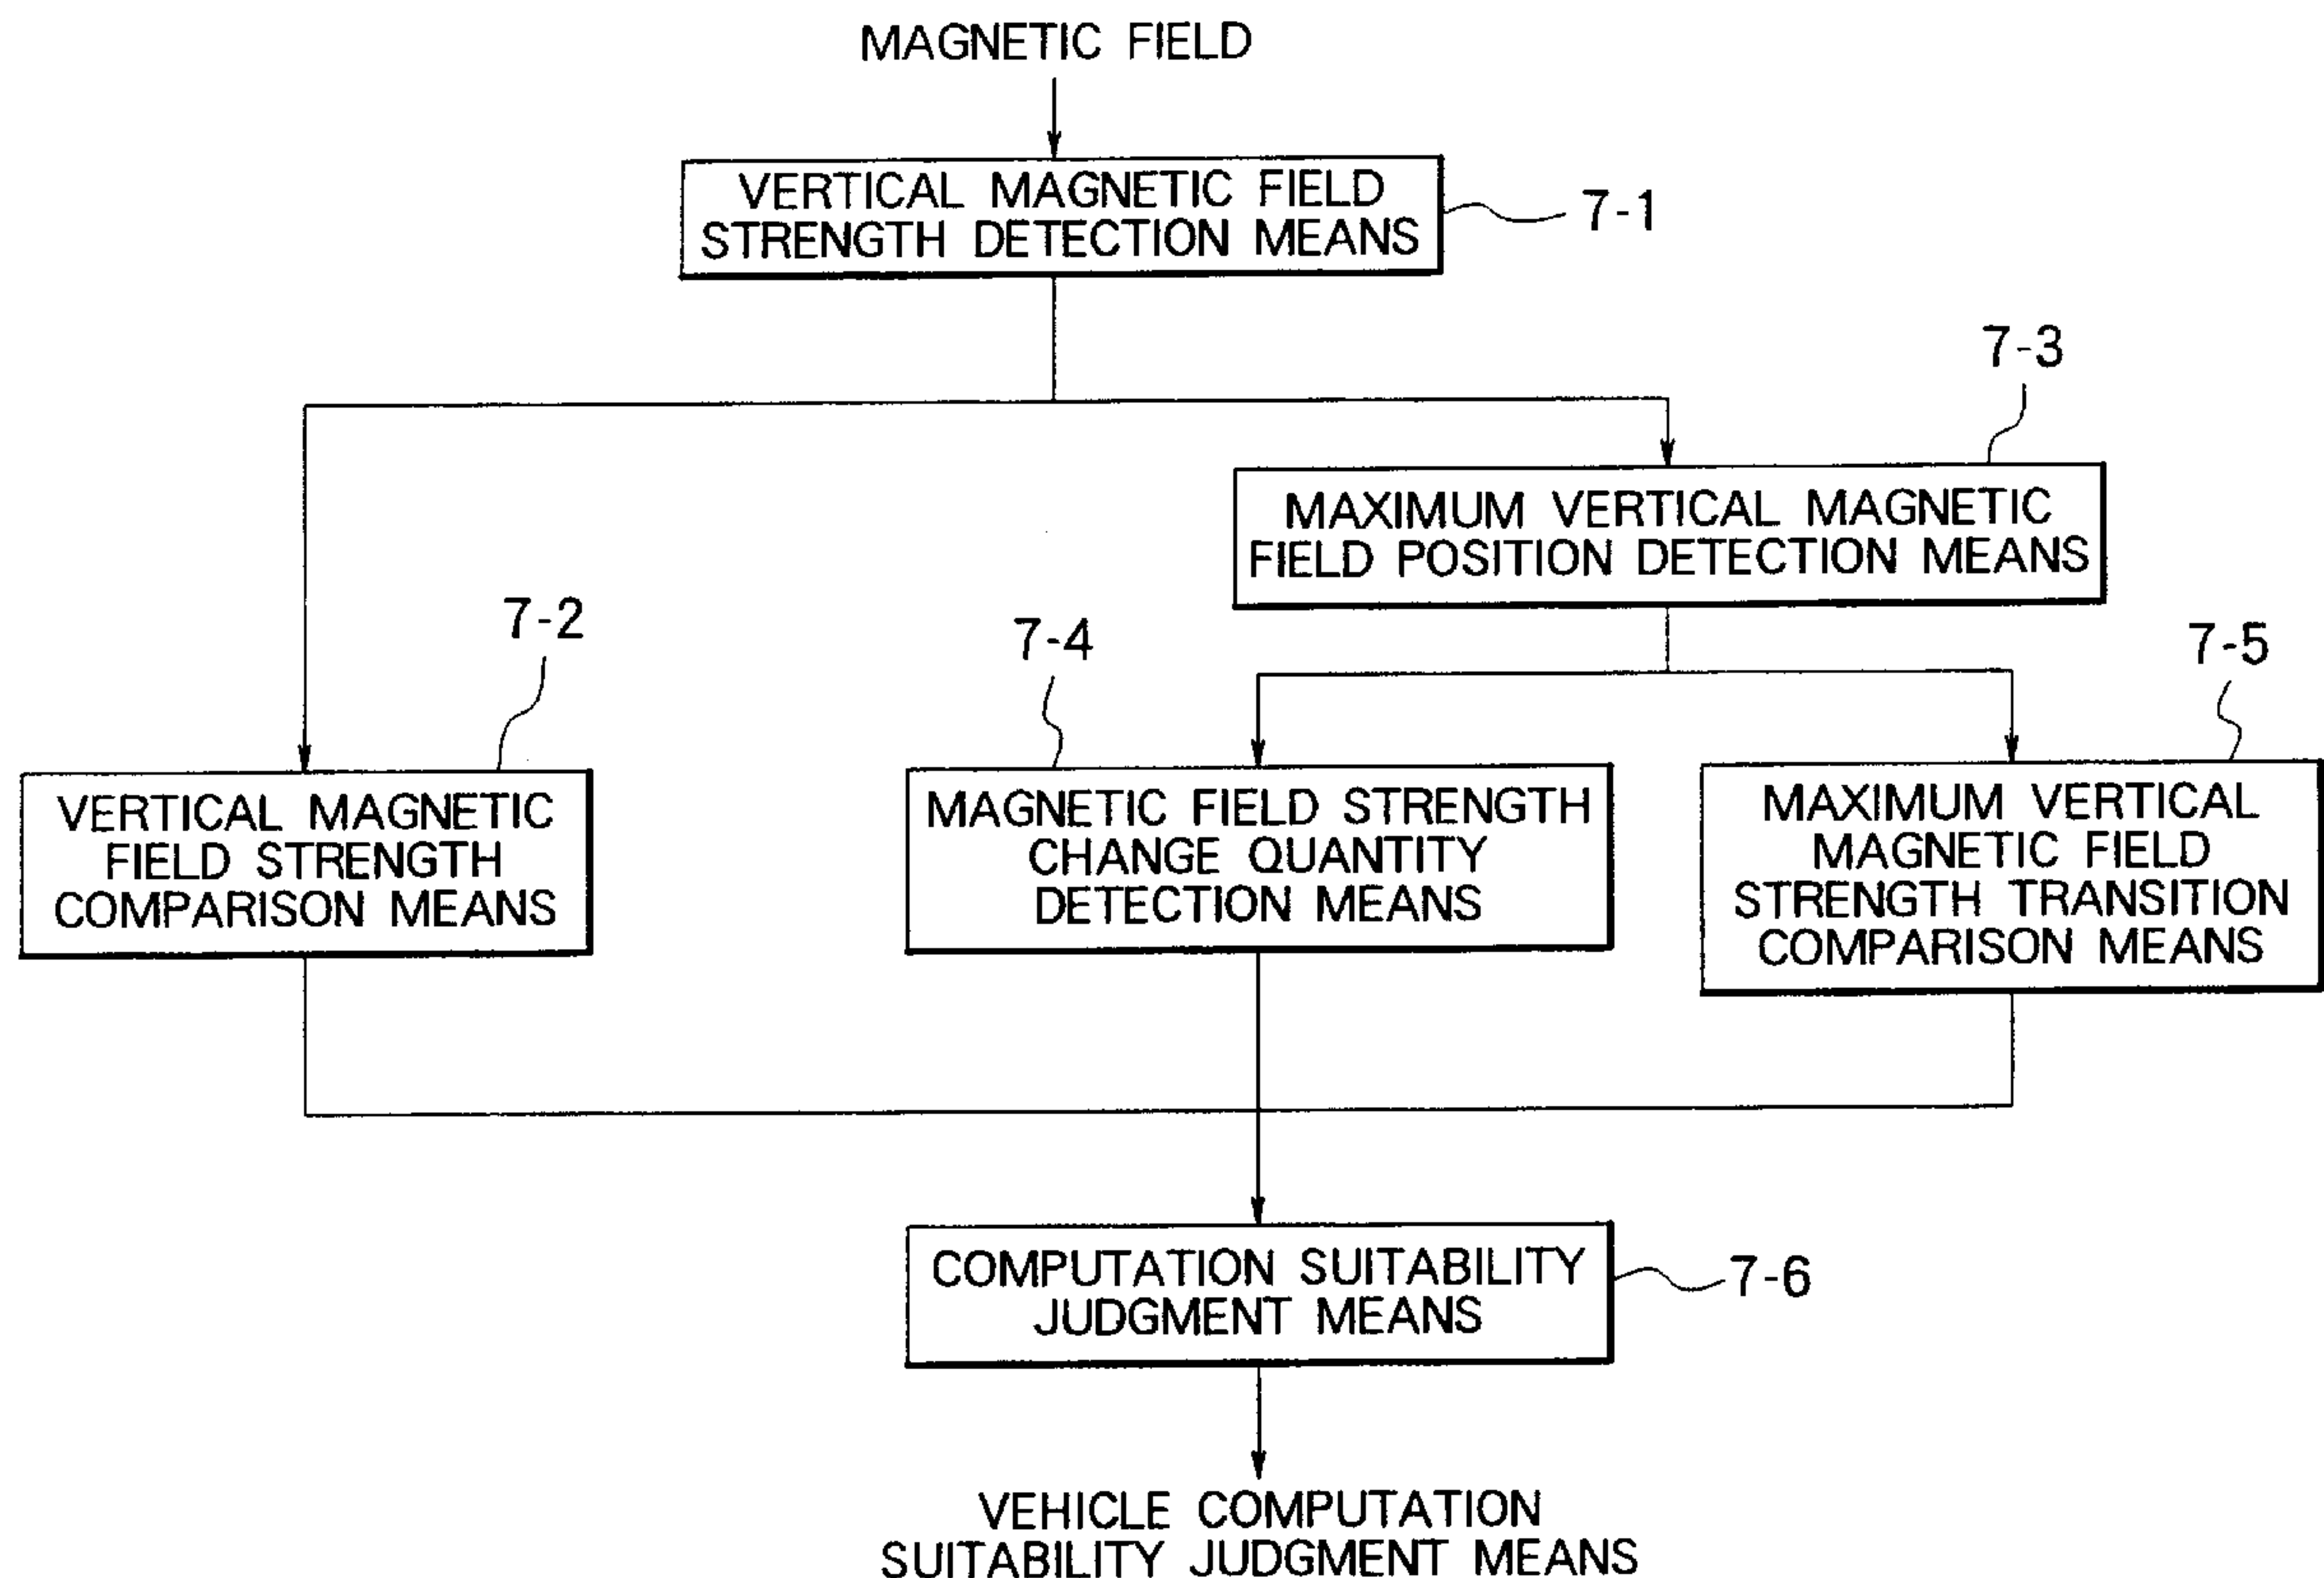 MAGNETIC FIELD
VERTICAL MAGNETIC FIELD
STRENGTH DETECTION MEANS
7-1
7-3
MAXIMUM VERTICAL MAGNETIC
FIELD POSITION DETECTION MEANS
7-2
7-4
7-5
VERTICAL MAGNETIC
FIELD STRENGTH
COMPARISON MEANS
MAGNETIC FIELD STRENGTH
CHANGE QUANTITY
DETECTION MEANS
MAXIMUM VERTICAL
MAGNETIC FIELD
STRENGTH TRANSITION
COMPARISON MEANS
COMPUTATION SUITABILITY
JUDGMENT MEANS
7-6
VEHICLE COMPUTATION
SUITABILITY JUDGMENT MEANS